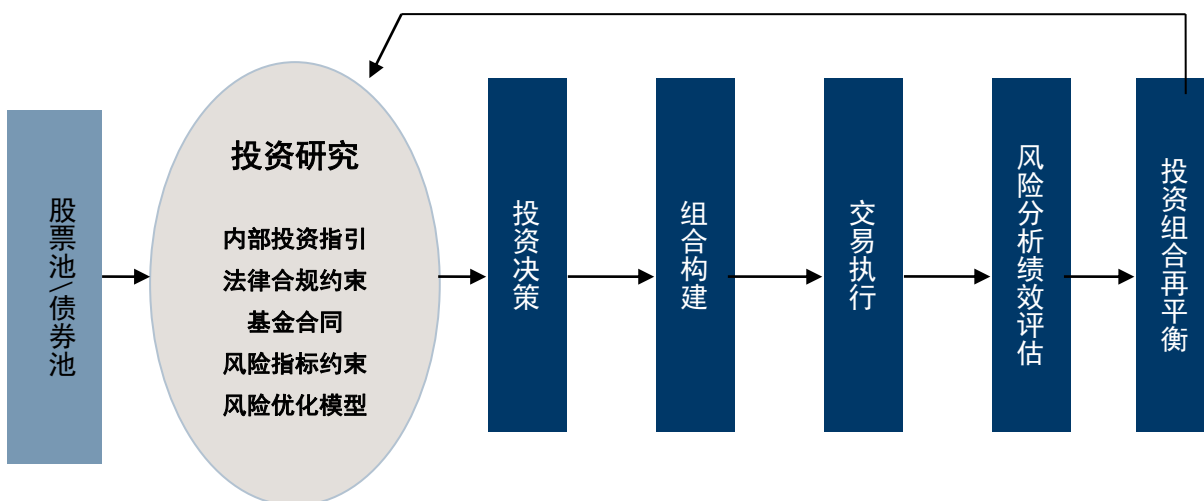 股票池/债券池
投资研究
内部投资指引
法律合规约束
基金合同
风险指标约束
风险优化模型
投资决策
组合构建
交易执行
风险分析绩效评估
投资组合再平衡